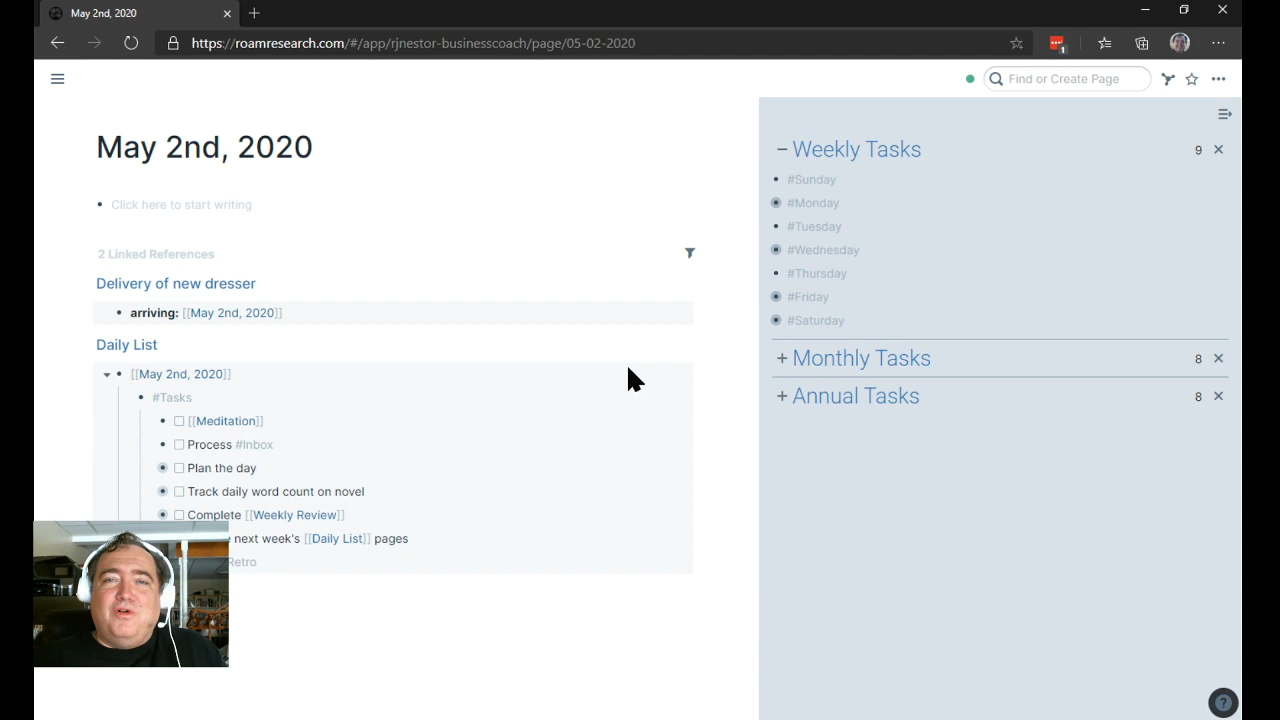 May 2nd, 2020
https://roamresearch.com/#/app/rjnestor-businesscoach/page/05-02-2020
1
Find or Create Page
May 2nd, 2020
Click here to start writing
2 Linked References
Delivery of new dresser
arriving: [[May 2nd, 2020]]
Daily List
[[May 2nd, 2020]]
#Tasks
[[Meditation]]
Process #Inbox
Plan the day
Track daily word count on novel
Complete [[Weekly Review]]
next week's [[Daily List]] pages
Retro
Weekly Tasks 9
#Sunday
#Monday
#Tuesday
#Wednesday
#Thursday
#Friday
#Saturday
Monthly Tasks 8
Annual Tasks 8
?